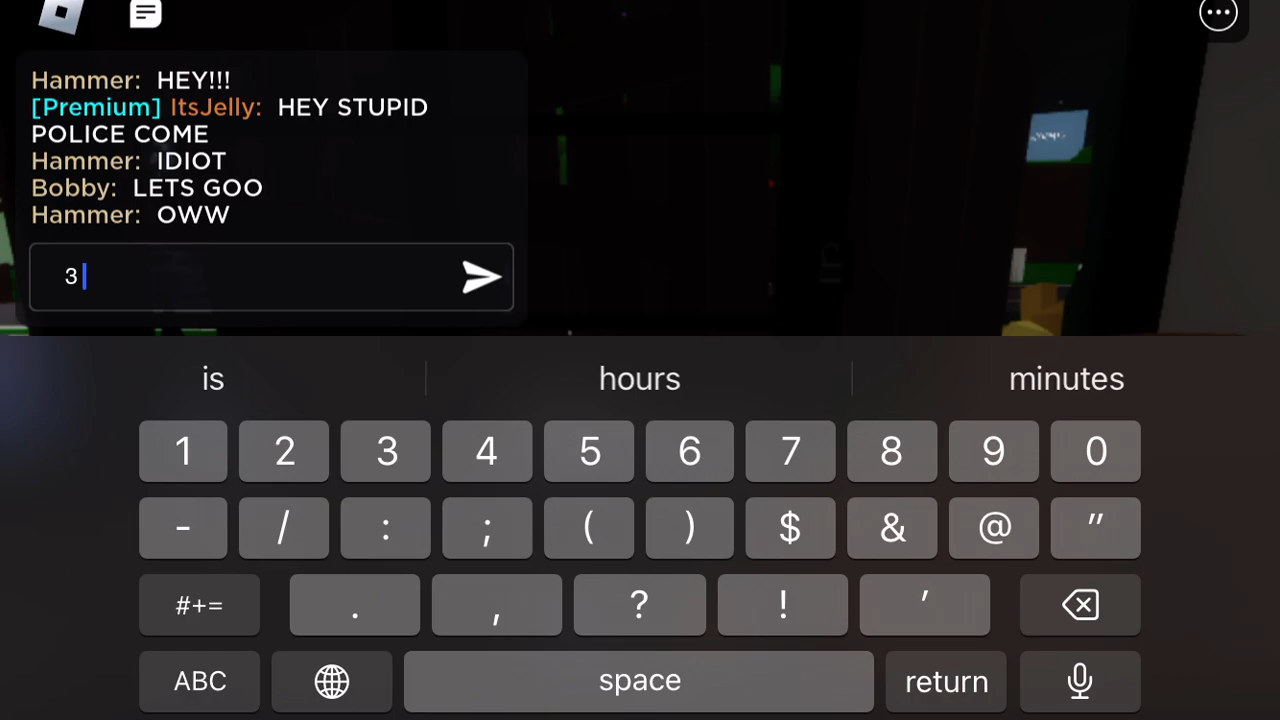 Hammer: HEY!!!
[Premium] ItsJelly: HEY STUPID
POLICE COME
Hammer: IDIOT
Bobby: LETS GOO
Hammer: OWW
3
is hours minutes
1 2 3 4 5 6 7 8 9 0
- / : ; ( ) $ & @ "
#+= . , ? ! '
ABC space return